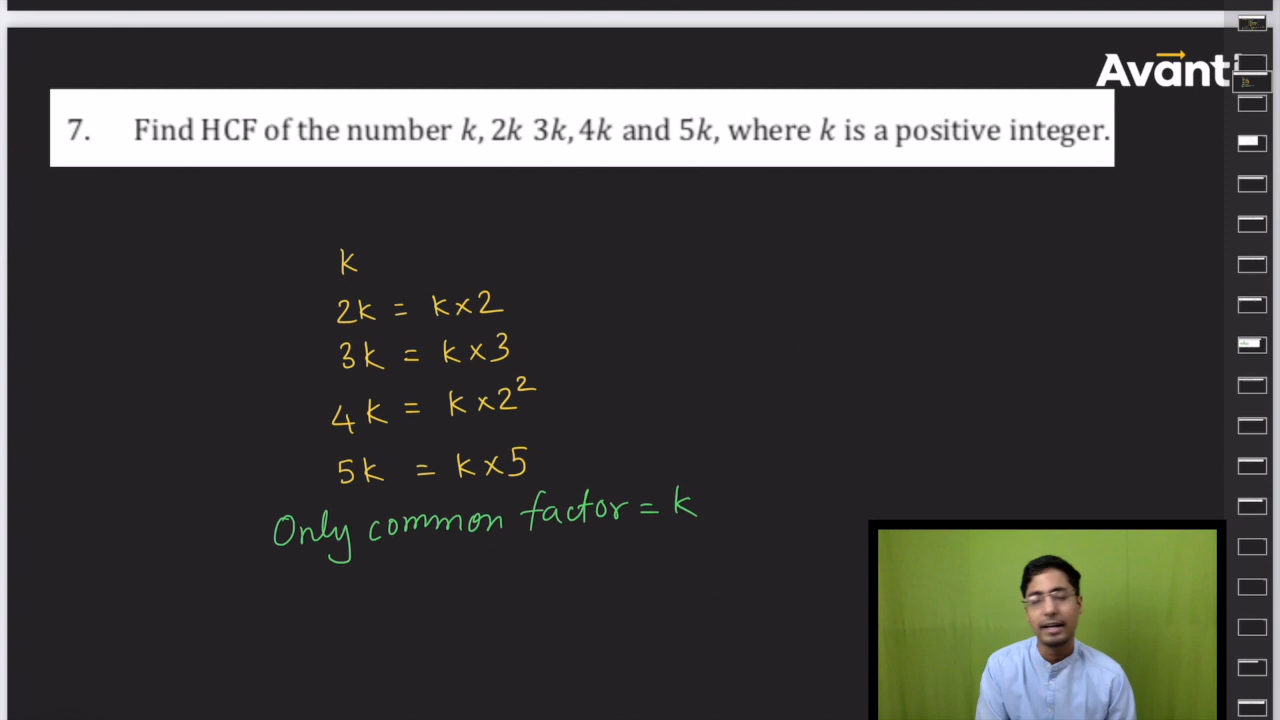 Avanti
7. Find HCF of the number k, 2k 3k, 4k and 5k, where k is a positive integer.
k
2k = k×2
3k = k×3
4k = k×2²
5k = k×5
Only common factor = k